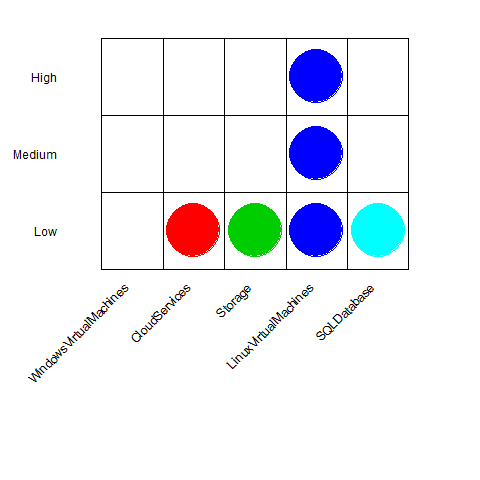 High
Medium
Low
WindowsVirtualMachines
CloudServices
Storage
LinuxVirtualMachines
SQLDatabase